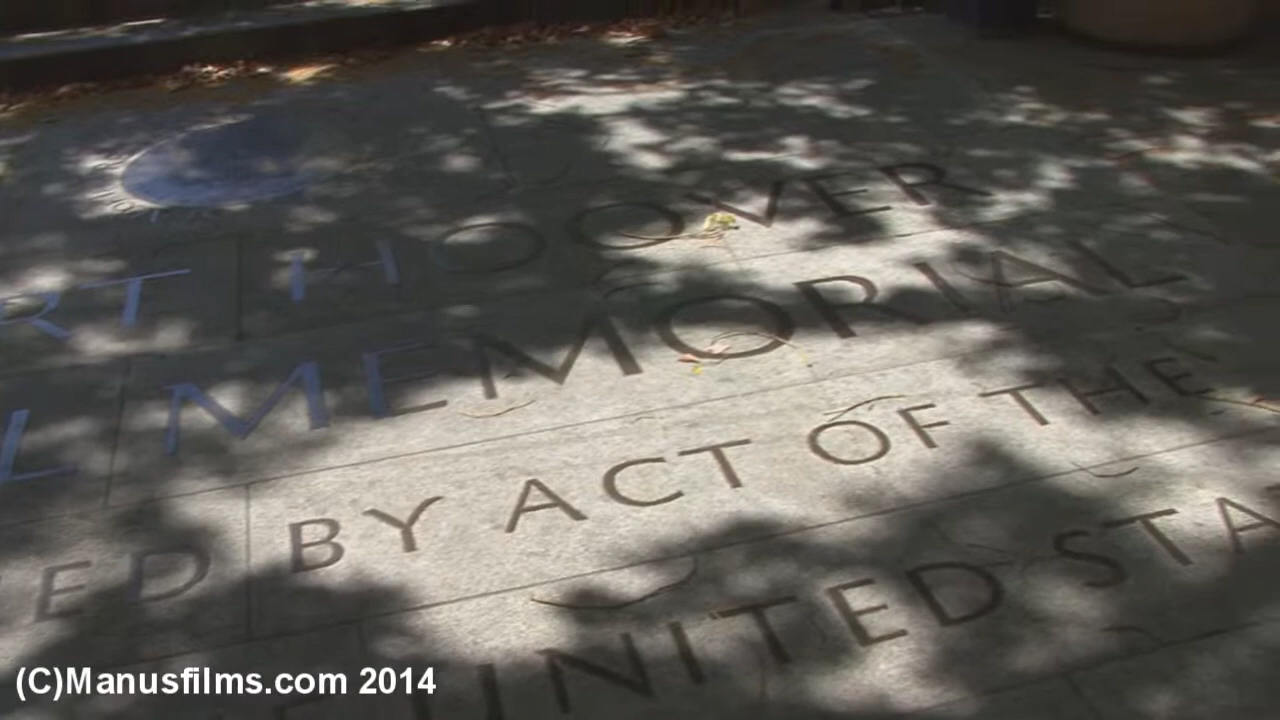 RT HOOVER
L MEMORIAL
ED BY ACT OF THE
UNITED STA
(C)Manusfilms.com 2014